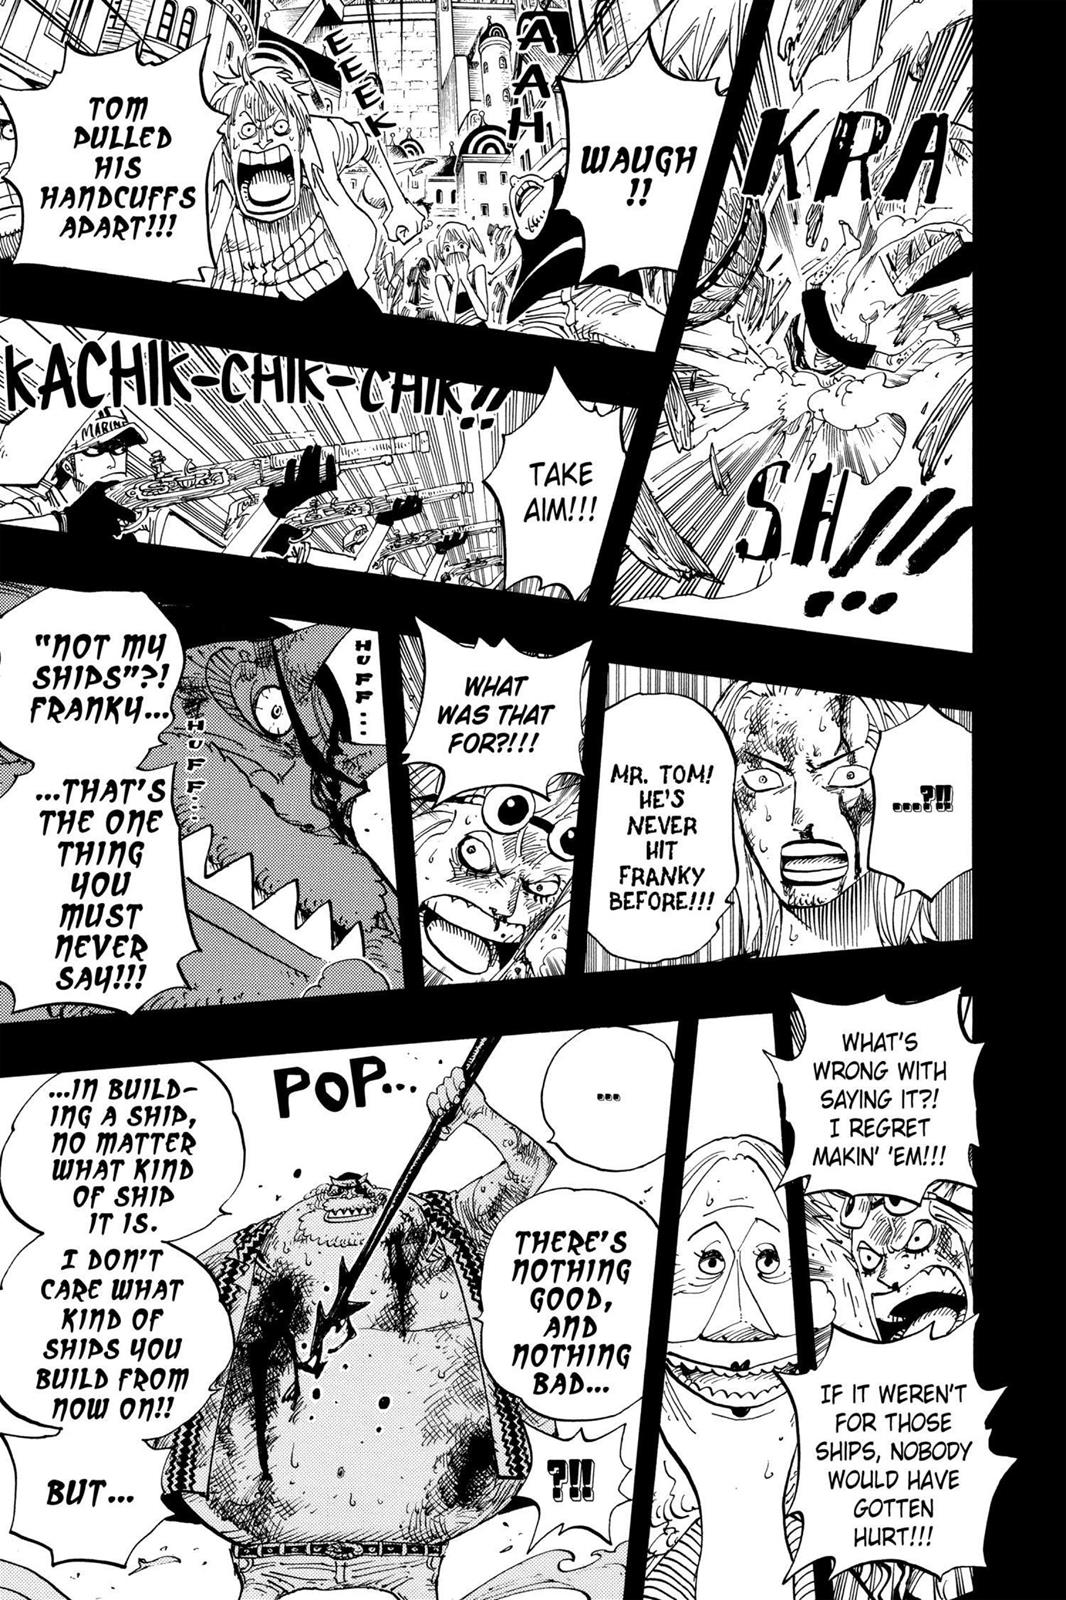 KRA
SH!!!
WAUGH
!!
AAAH
EEEK
TOM
PULLED
HIS
HANDCUFFS
APART!!!
TAKE
AIM!!!
KACHIK-CHIK-CHIK!!
MARINE
....?!!
MR. TOM!
HE'S
NEVER
HIT
FRANKY
BEFORE!!!
WHAT
WAS THAT
FOR?!!!
HUFF...
HUFF...
"NOT MY
SHIPS"?!
FRANKY...
...THAT'S
THE ONE
THING
YOU
MUST
NEVER
SAY!!!
WHAT'S
WRONG WITH
SAYING IT?!
I REGRET
MAKIN' 'EM!!!
IF IT WEREN'T
FOR THOSE
SHIPS, NOBODY
WOULD HAVE
GOTTEN
HURT!!!
...
POP...
THERE'S
NOTHING
GOOD,
AND
NOTHING
BAD...
?!!
...IN BUILD-
ING A SHIP,
NO MATTER
WHAT KIND
OF SHIP
IT IS.
I DON'T
CARE WHAT
KIND OF
SHIPS YOU
BUILD FROM
NOW ON!!
BUT...